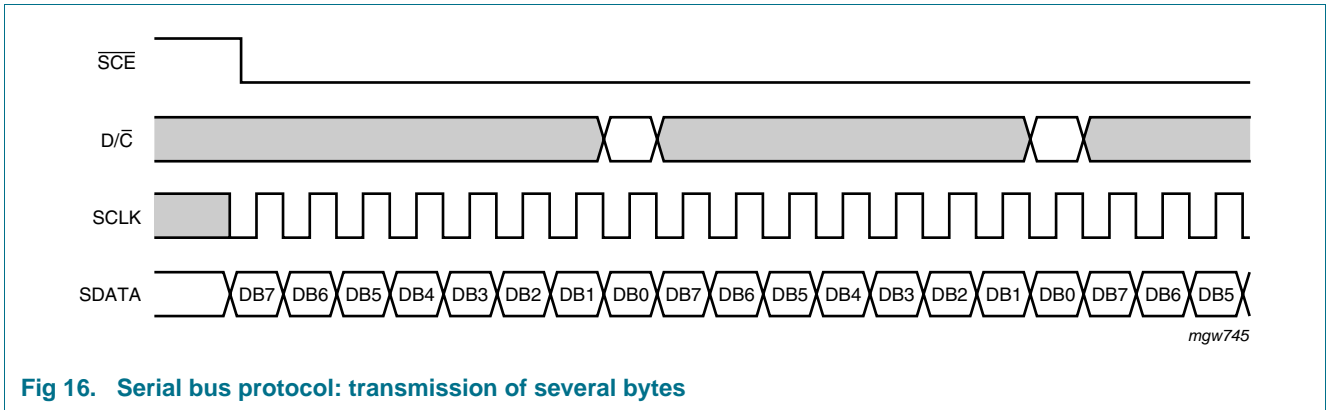 S̅C̅E̅
D/C̅
SCLK
SDATA DB7 DB6 DB5 DB4 DB3 DB2 DB1 DB0 DB7 DB6 DB5 DB4 DB3 DB2 DB1 DB0 DB7 DB6 DB5
mgw745
Fig 16. Serial bus protocol: transmission of several bytes